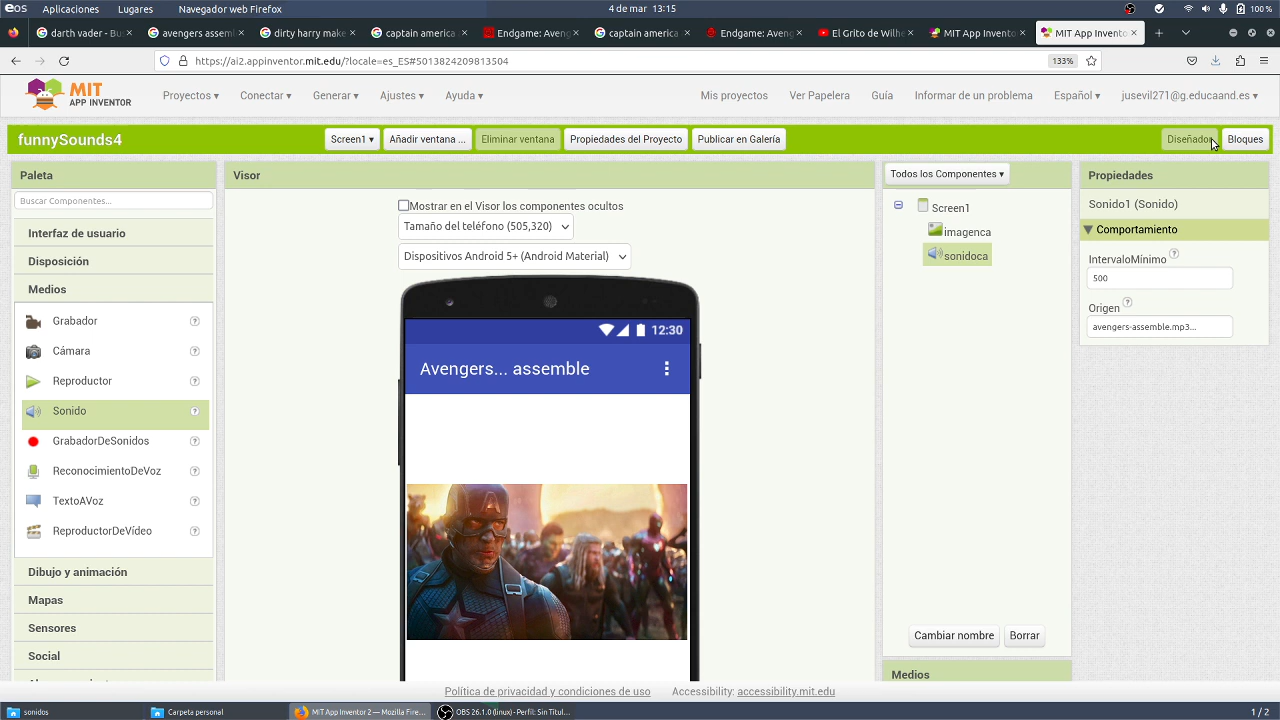 Aplicaciones Lugares Navegador web Firefox 4 de mar 13:15 100 %
darth vader - Bus avengers assembl dirty harry make captain america Endgame: Aveng captain america Endgame: Aveng El Grito de Wilhe MIT App Invento MIT App Invento
https://ai2.appinventor.mit.edu/?locale=es_ES#5013824209813504 133%
MIT
APP INVENTOR
Proyectos ▾ Conectar ▾ Generar ▾ Ajustes ▾ Ayuda ▾ Mis proyectos Ver Papelera Guía Informar de un problema Español ▾ jusevil271@g.educaand.es ▾
funnySounds4 Screen1 ▾ Añadir ventana ... Eliminar ventana Propiedades del Proyecto Publicar en Galería Diseñador Bloques
Paleta Visor Todos los Componentes ▾ Propiedades
Buscar Componentes...
Mostrar en el Visor los componentes ocultos
Tamaño del teléfono (505,320)
Dispositivos Android 5+ (Android Material)
Interfaz de usuario
Disposición
Medios
Grabador
Cámara
Reproductor
Sonido
GrabadorDeSonidos
ReconocimientoDeVoz
TextoAVoz
ReproductorDeVídeo
Dibujo y animación
Mapas
Sensores
Social
12:30
Avengers... assemble
Screen1
imagenca
sonidoca
Cambiar nombre Borrar
Medios
Sonido1 (Sonido)
Comportamiento
IntervaloMínimo
500
Origen
avengers-assemble.mp3...
Política de privacidad y condiciones de uso Accessibility: accessibility.mit.edu
sonidos Carpeta personal MIT App Inventor 2 — Mozilla Fire... OBS 26.1.0 (linux) - Perfil: Sin Títul... 1 / 2